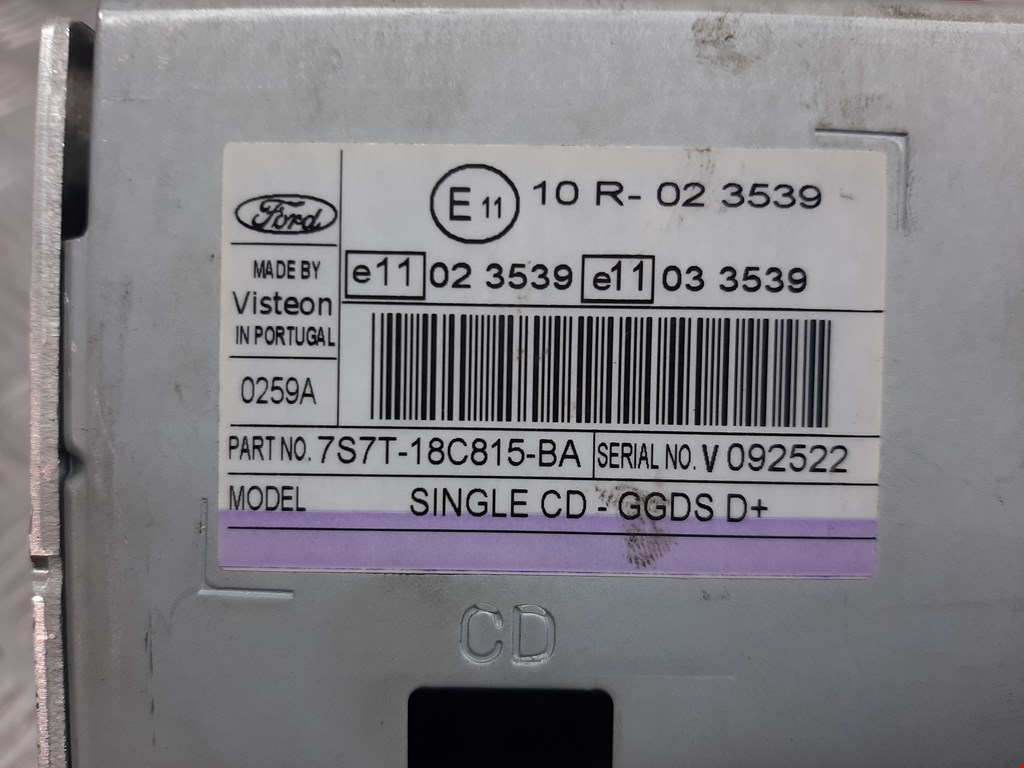 Ford
MADE BY
Visteon
IN PORTUGAL
0259A
E 11 10 R- 02 3539
e11 02 3539 e11 03 3539
PART NO. 7S7T-18C815-BA SERIAL NO. V 092522
MODEL SINGLE CD - GGDS D+
CD